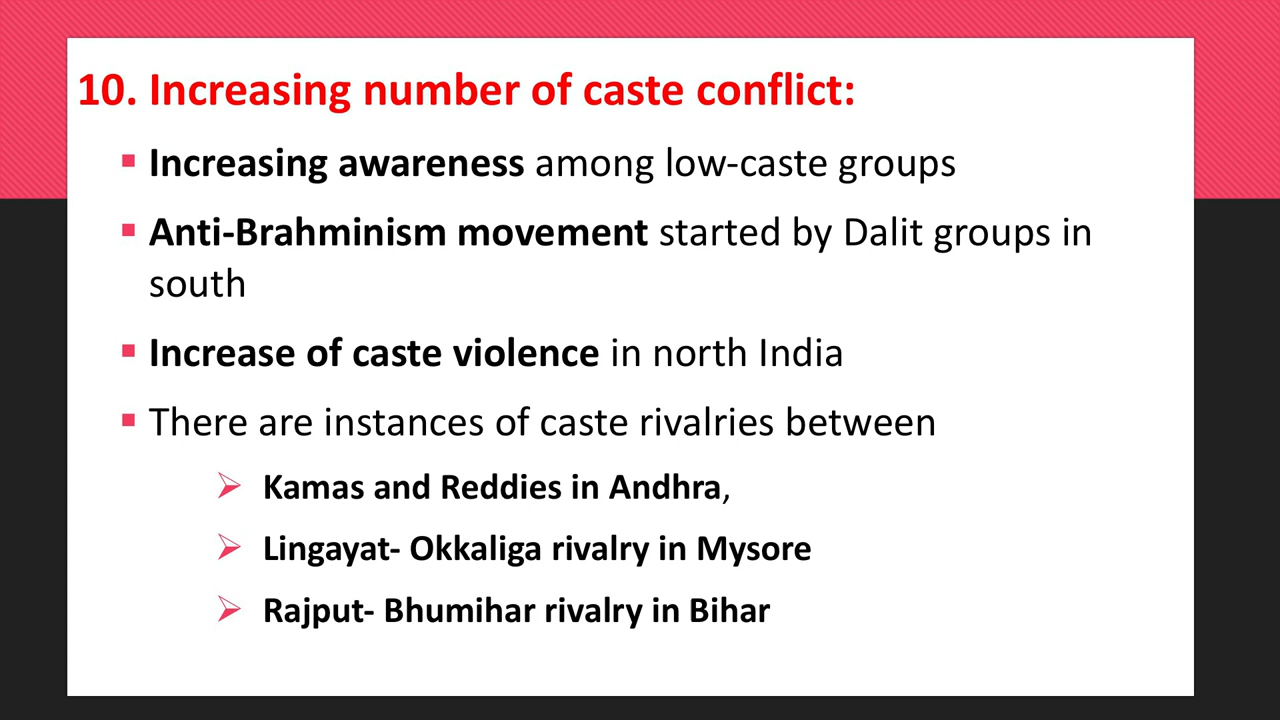 10. Increasing number of caste conflict:
▪ Increasing awareness among low-caste groups
▪ Anti-Brahminism movement started by Dalit groups in
south
▪ Increase of caste violence in north India
▪ There are instances of caste rivalries between
➢ Kamas and Reddies in Andhra,
➢ Lingayat- Okkaliga rivalry in Mysore
➢ Rajput- Bhumihar rivalry in Bihar